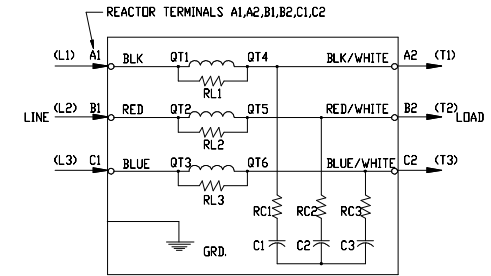 REACTOR TERMINALS A1,A2,B1,B2,C1,C2
(L1) A1 BLK QT1 QT4 BLK/WHITE A2 (T1)
RL1
LINE (L2) B1 RED QT2 QT5 RED/WHITE B2 (T2) LOAD
RL2
(L3) C1 BLUE QT3 QT6 BLUE/WHITE C2 (T3)
RL3
RC1 RC2 RC3
GRD. C1 C2 C3